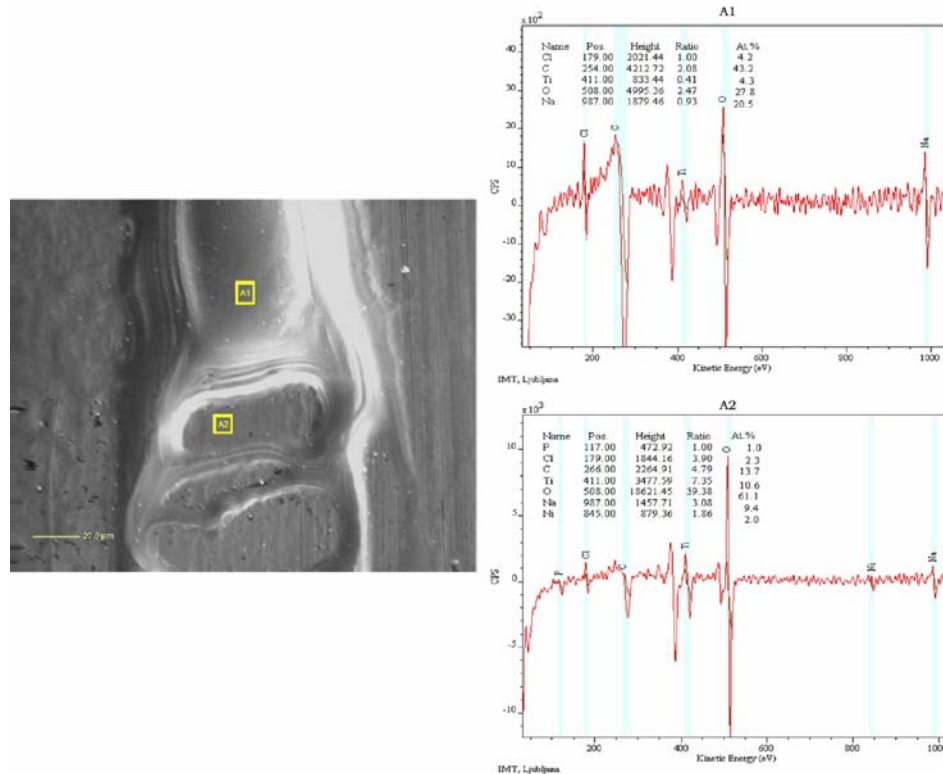 A1
A2
20.0 µm
A1
x10²
Name Pos. Height Ratio At.%
Cl 179.00 2021.44 1.00 4.2
C 254.00 4212.72 2.08 43.2
Ti 411.00 833.44 0.41 4.3
O 508.00 4995.36 2.47 27.8
Na 987.00 1879.46 0.93 20.5
Cl
C
Ti
O
Na
CPS
40
30
20
10
0
-10
-20
-30
200 400 600 800 1000
Kinetic Energy (eV)
IMT, Ljubljana
A2
x10³
Name Pos. Height Ratio At.%
P 117.00 472.92 1.00 1.0
Cl 179.00 1844.16 3.90 2.3
C 266.00 2264.91 4.79 13.7
Ti 411.00 3477.59 7.35 10.6
O 508.00 18621.45 39.38 61.1
Na 987.00 1457.71 3.08 9.4
Ni 845.00 879.36 1.86 2.0
P
Cl
C
Ti
O
Ni
Na
CPS
10
5
0
-5
-10
200 400 600 800
Kinetic Energy (eV)
IMT, Ljubljana